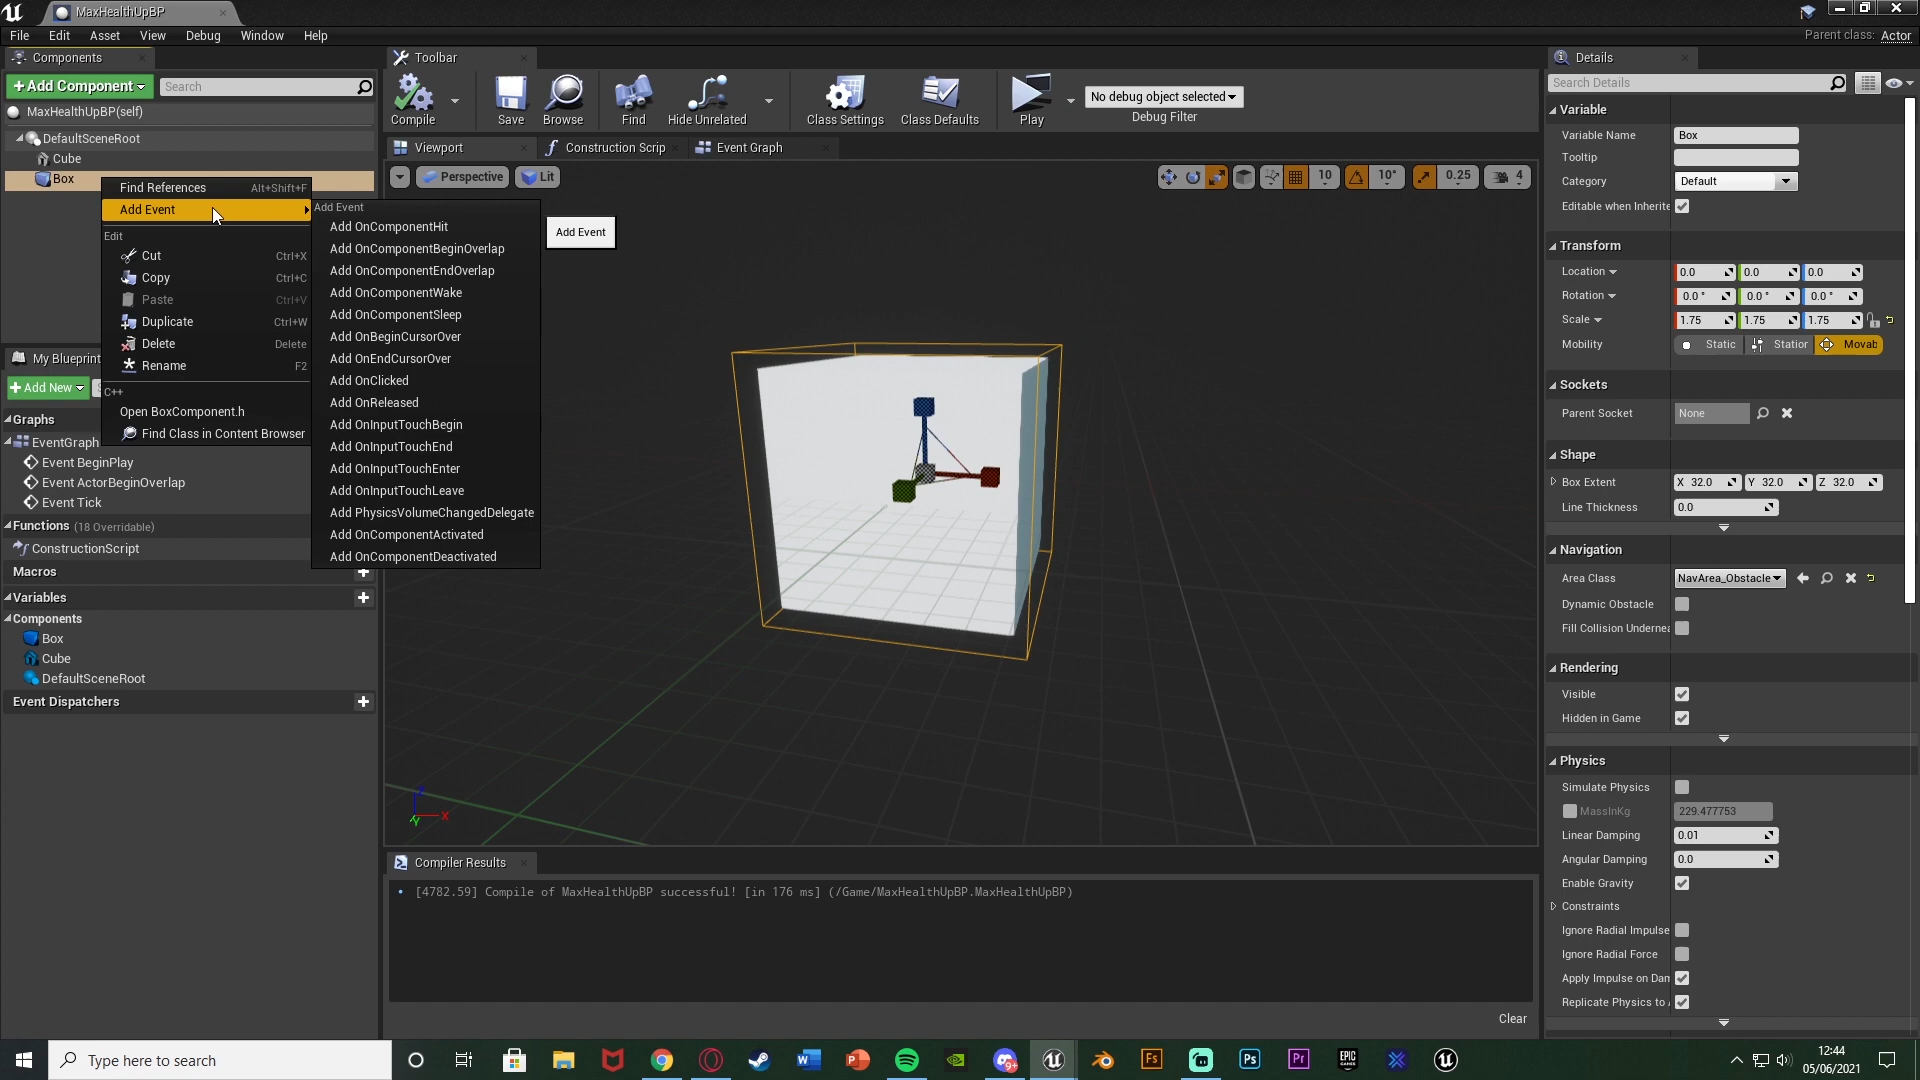 MaxHealthUpBP
File Edit Asset View Debug Window Help
Parent class: Actor
Components
+Add Component
Search
MaxHealthUpBP(self)
DefaultSceneRoot
Cube
Box
Find References Alt+Shift+F
Add Event
Edit
Cut Ctrl+X
Copy Ctrl+C
Paste Ctrl+V
Duplicate Ctrl+W
Delete Delete
Rename F2
C++
Open BoxComponent.h
Find Class in Content Browser
Add Event
Add OnComponentHit
Add OnComponentBeginOverlap
Add OnComponentEndOverlap
Add OnComponentWake
Add OnComponentSleep
Add OnBeginCursorOver
Add OnEndCursorOver
Add OnClicked
Add OnReleased
Add OnInputTouchBegin
Add OnInputTouchEnd
Add OnInputTouchEnter
Add OnInputTouchLeave
Add PhysicsVolumeChangedDelegate
Add OnComponentActivated
Add OnComponentDeactivated
Add Event
My Blueprint
+Add New
Graphs
EventGraph
Event BeginPlay
Event ActorBeginOverlap
Event Tick
Functions (18 Overridable)
ConstructionScript
Macros
Variables
Components
Box
Cube
DefaultSceneRoot
Event Dispatchers
Toolbar
Compile
Save
Browse
Find
Hide Unrelated
Class Settings
Class Defaults
Play
No debug object selected
Debug Filter
Viewport
Construction Scrip
Event Graph
Perspective
Lit
10
10°
0.25
4
Z
X
Y
Compiler Results
[4782.59] Compile of MaxHealthUpBP successful! [in 176 ms] (/Game/MaxHealthUpBP.MaxHealthUpBP)
Clear
Details
Search Details
Variable
Variable Name Box
Tooltip
Category Default
Editable when Inherite
Transform
Location 0.0 0.0 0.0
Rotation 0.0 ° 0.0 ° 0.0 °
Scale 1.75 1.75 1.75
Mobility Static Station Movab
Sockets
Parent Socket None
Shape
Box Extent X 32.0 Y 32.0 Z 32.0
Line Thickness 0.0
Navigation
Area Class NavArea_Obstacle
Dynamic Obstacle
Fill Collision Undernea
Rendering
Visible
Hidden in Game
Physics
Simulate Physics
MassInKg 229.477753
Linear Damping 0.01
Angular Damping 0.0
Enable Gravity
Constraints
Ignore Radial Impulse
Ignore Radial Force
Apply Impulse on Dam
Replicate Physics to A
Type here to search
12:44
05/06/2021